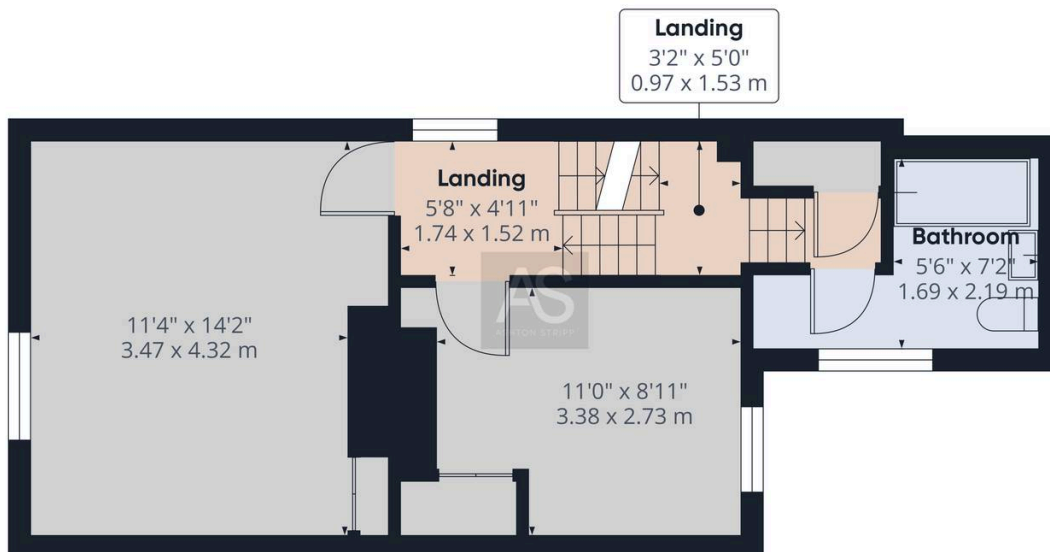 Landing
3'2" x 5'0"
0.97 x 1.53 m
Landing
5'8" x 4'11"
1.74 x 1.52 m
Bathroom
5'6" x 7'2"
1.69 x 2.19 m
11'4" x 14'2"
3.47 x 4.32 m
AS
ASHTON STRIPP
11'0" x 8'11"
3.38 x 2.73 m